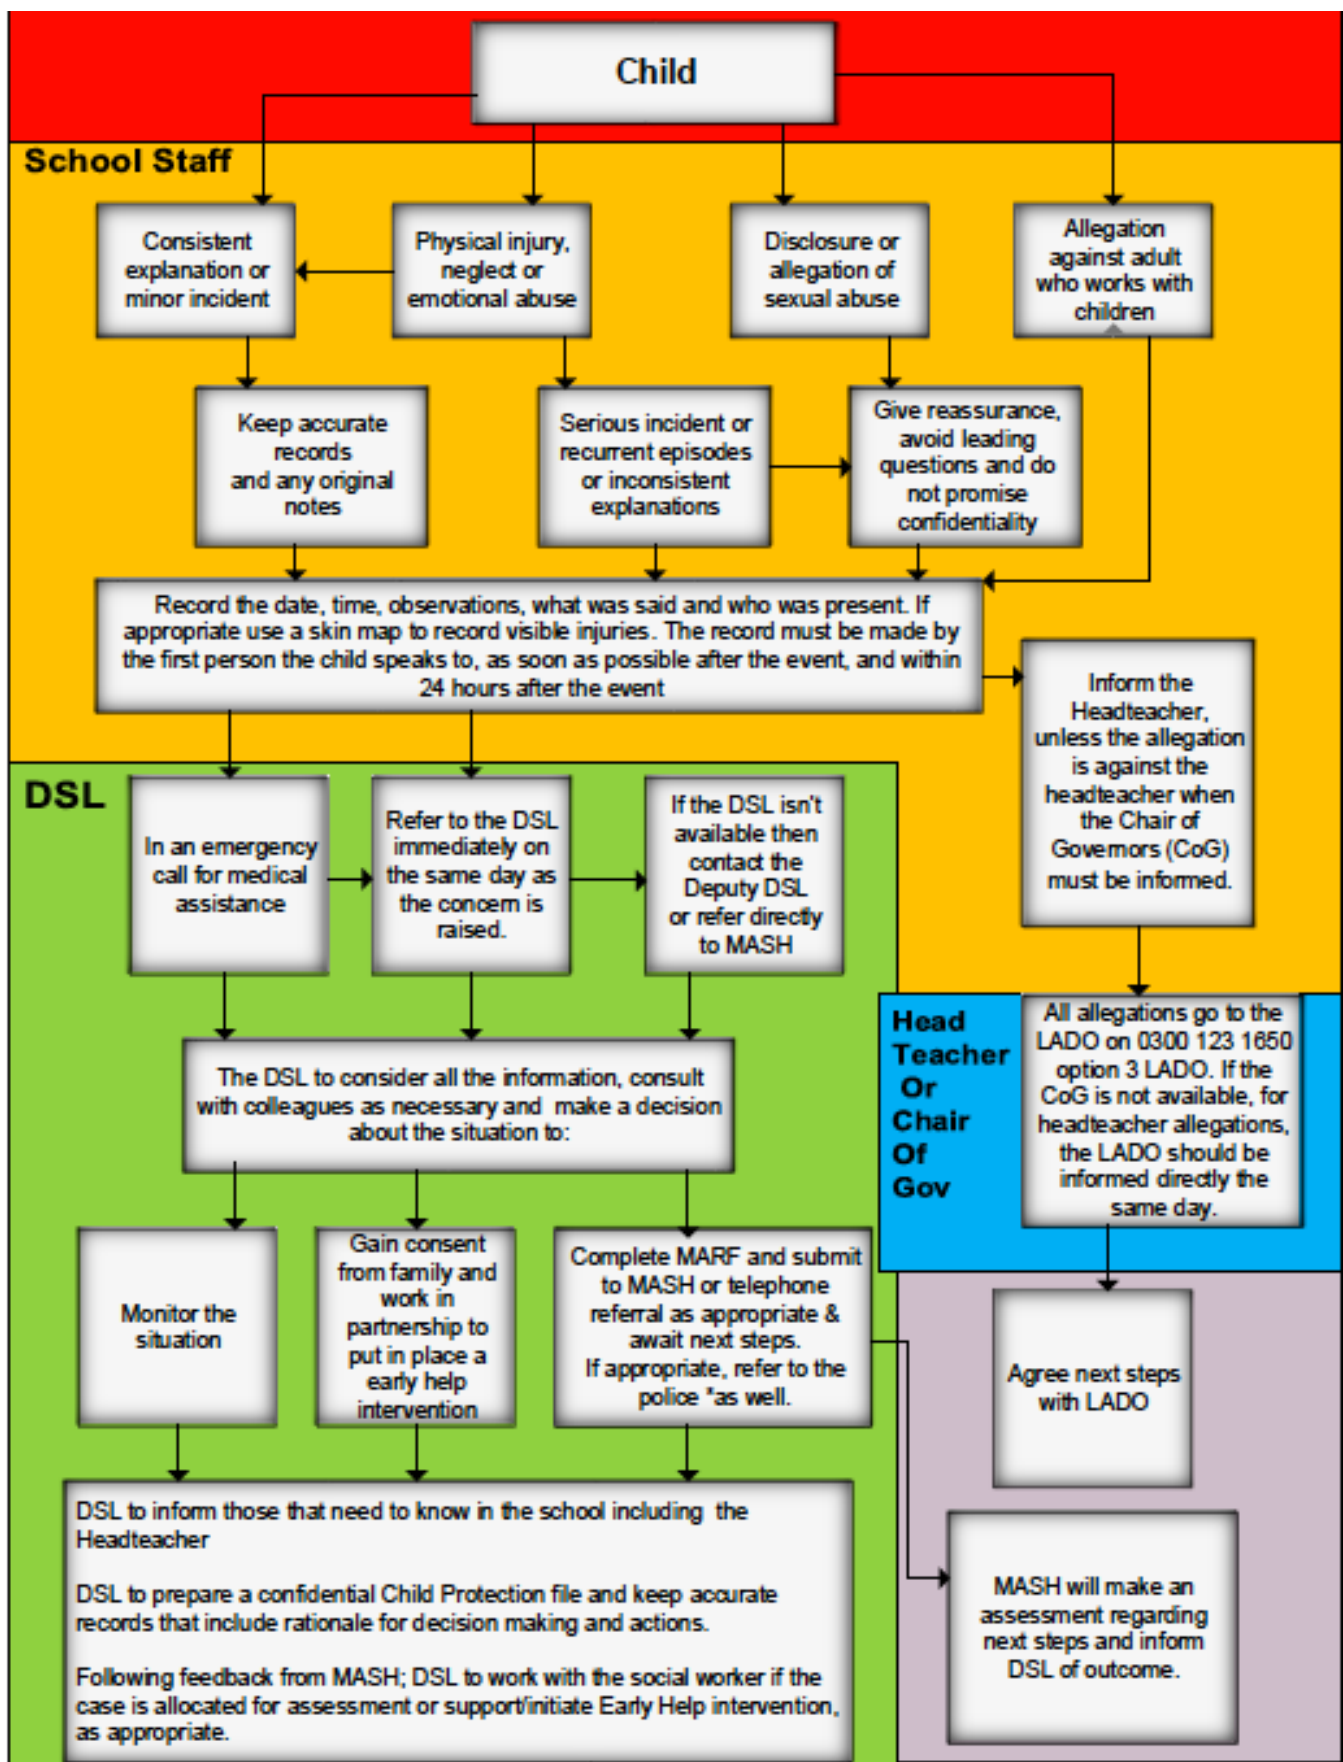 Child
School Staff
Consistent
explanation or
minor incident
Physical injury,
neglect or
emotional abuse
Disclosure or
allegation of
sexual abuse
Allegation
against adult
who works with
children
Keep accurate
records
and any original
notes
Serious incident or
recurrent episodes
or inconsistent
explanations
Give reassurance,
avoid leading
questions and do
not promise
confidentiality
Record the date, time, observations, what was said and who was present. If
appropriate use a skin map to record visible injuries. The record must be made by
the first person the child speaks to, as soon as possible after the event, and within
24 hours after the event
Inform the
Headteacher,
unless the allegation
is against the
headteacher when
the Chair of
Governors (CoG)
must be informed.
DSL
In an emergency
call for medical
assistance
Refer to the DSL
immediately on
the same day as
the concern is
raised.
If the DSL isn't
available then
contact the
Deputy DSL
or refer directly
to MASH
Head
Teacher
Or
Chair
Of
Gov
All allegations go to the
LADO on 0300 123 1650
option 3 LADO. If the
CoG is not available, for
headteacher allegations,
the LADO should be
informed directly the
same day.
The DSL to consider all the information, consult
with colleagues as necessary and make a decision
about the situation to:
Monitor the
situation
Gain consent
from family and
work in
partnership to
put in place a
early help
intervention
Complete MARF and submit
to MASH or telephone
referral as appropriate &
await next steps.
If appropriate, refer to the
police *as well.
Agree next steps
with LADO
DSL to inform those that need to know in the school including the
Headteacher
DSL to prepare a confidential Child Protection file and keep accurate
records that include rationale for decision making and actions.
Following feedback from MASH; DSL to work with the social worker if the
case is allocated for assessment or support/initiate Early Help intervention,
as appropriate.
MASH will make an
assessment regarding
next steps and inform
DSL of outcome.